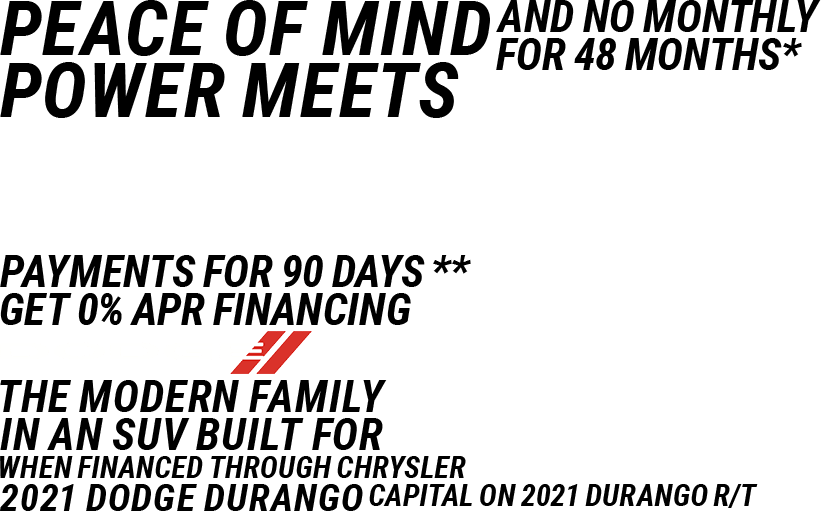 PEACE OF MIND
POWER MEETS
AND NO MONTHLY
FOR 48 MONTHS*
PAYMENTS FOR 90 DAYS **
GET 0% APR FINANCING
THE MODERN FAMILY
IN AN SUV BUILT FOR
WHEN FINANCED THROUGH CHRYSLER
2021 DODGE DURANGO
CAPITAL ON 2021 DURANGO R/T